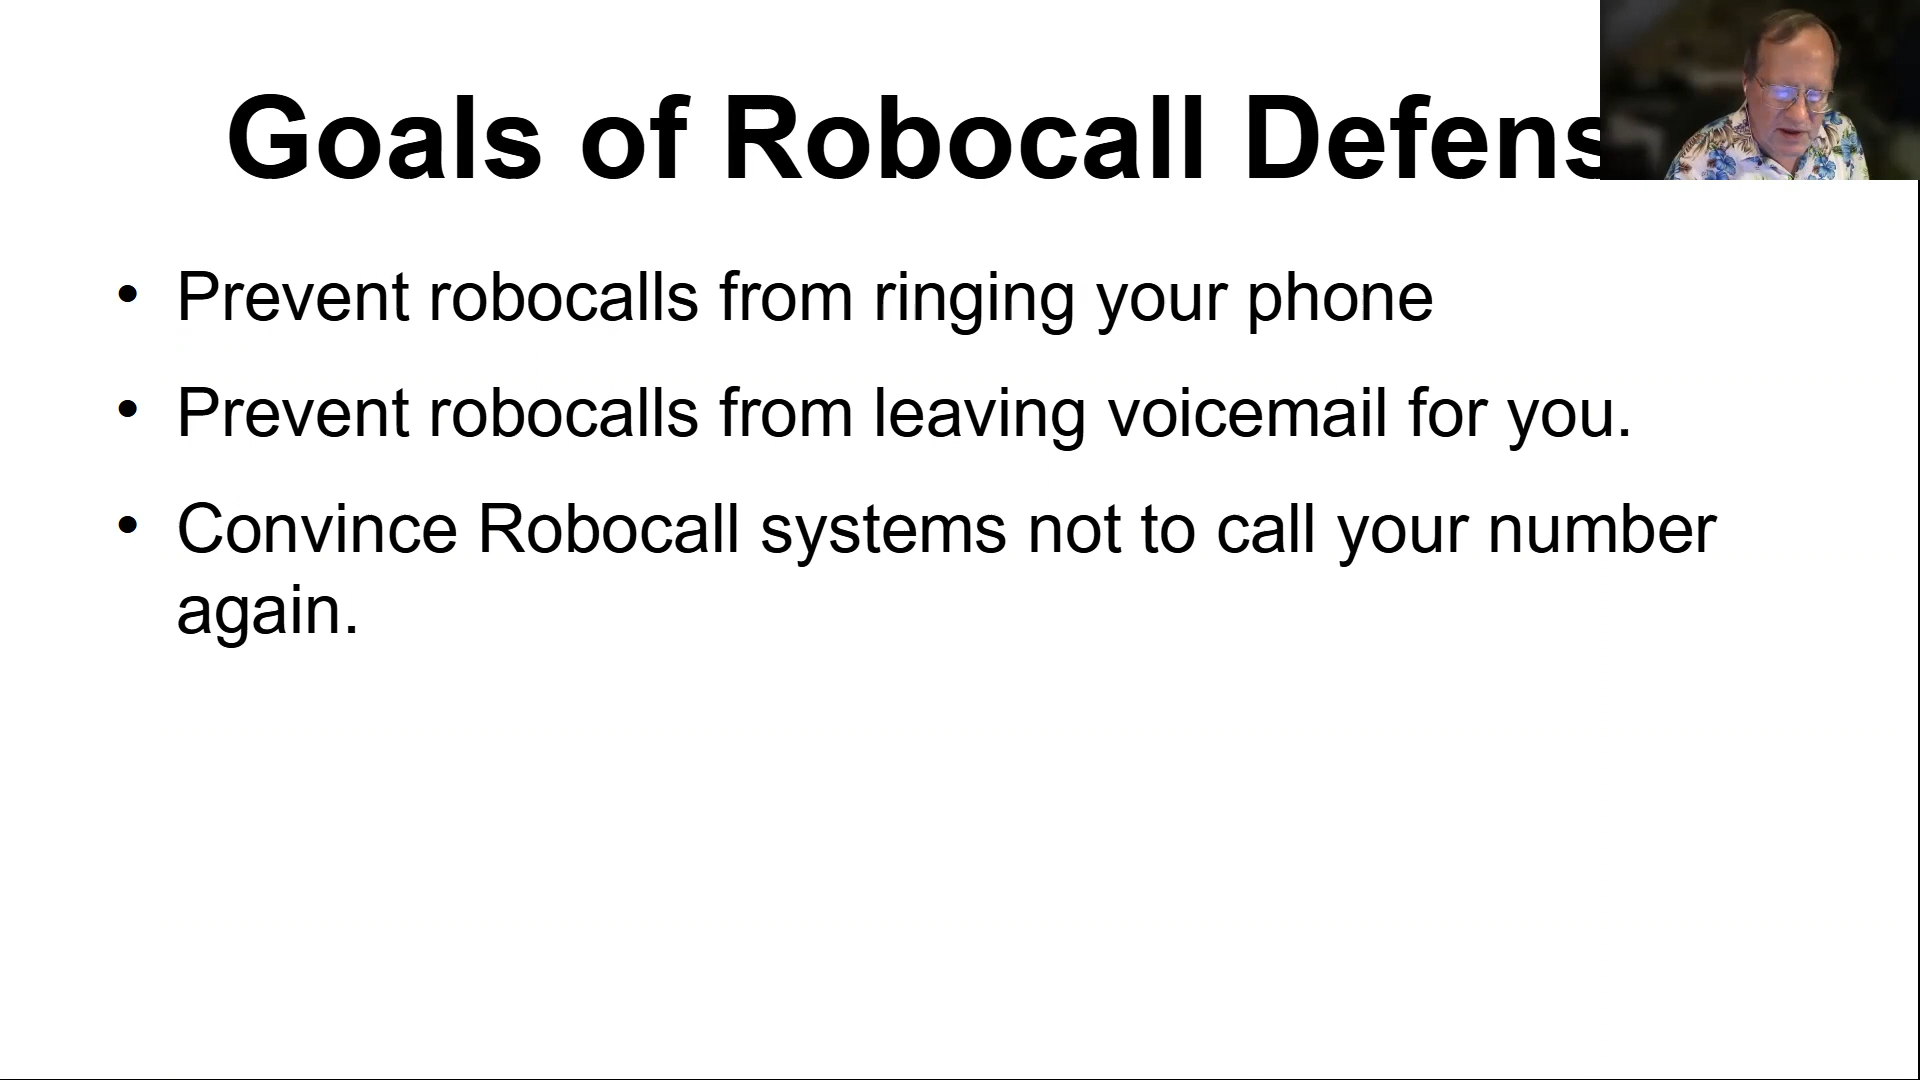 Goals of Robocall Defens
• Prevent robocalls from ringing your phone
• Prevent robocalls from leaving voicemail for you.
• Convince Robocall systems not to call your number
again.